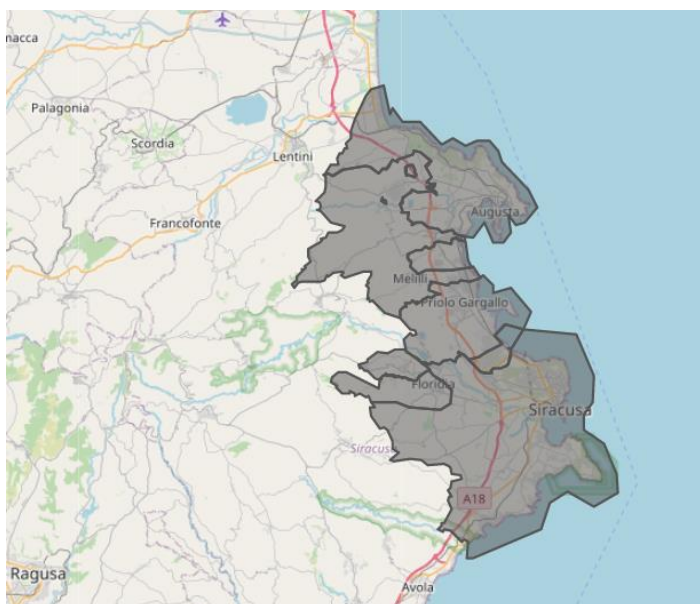 nacca
Palagonia
Scordia
Lentini
Francofonte
Augusta
Melilli
Priolo Gargallo
Floridia
Siracusa
Siracus
A18
Ragusa
Avola